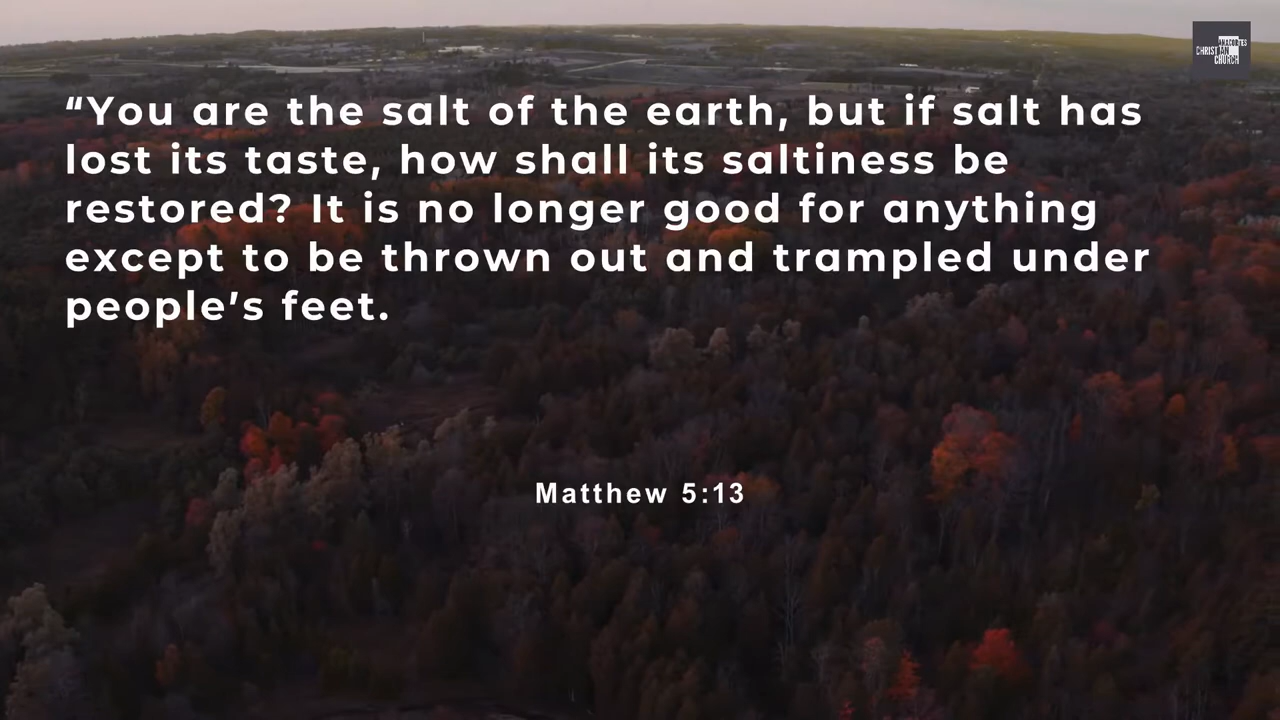 “You are the salt of the earth, but if salt has
lost its taste, how shall its saltiness be
restored? It is no longer good for anything
except to be thrown out and trampled under
people’s feet.
Matthew 5:13
ANACORTES
CHRISTIAN
CHURCH